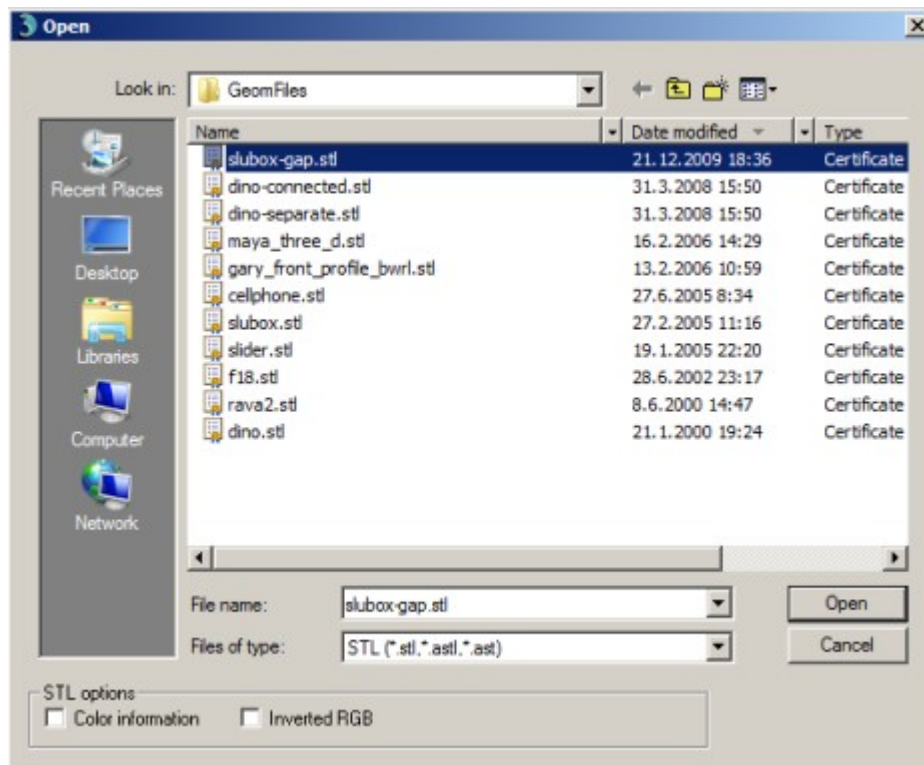 Open
Look in: GeomFiles
Name Date modified Type
slubox-gap.stl 21.12.2009 18:36 Certificate
dino-connected.stl 31.3.2008 15:50 Certificate
dino-separate.stl 31.3.2008 15:50 Certificate
maya_three_d.stl 16.2.2006 14:29 Certificate
gary_front_profile_bwrl.stl 13.2.2006 10:59 Certificate
cellphone.stl 27.6.2005 8:34 Certificate
slubox.stl 27.2.2005 11:16 Certificate
slider.stl 19.1.2005 22:20 Certificate
f18.stl 28.6.2002 23:17 Certificate
rava2.stl 8.6.2000 14:47 Certificate
dino.stl 21.1.2000 19:24 Certificate
Recent Places
Desktop
Libraries
Computer
Network
File name: slubox-gap.stl Open
Files of type: STL (*.stl,*.astl,*.ast) Cancel
STL options
Color information Inverted RGB